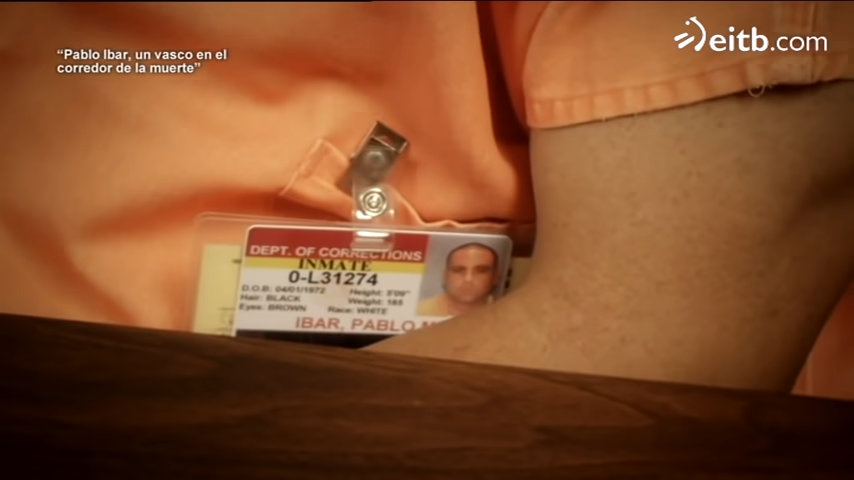 “Pablo Ibar, un vasco en el
corredor de la muerte”
eitb.com
DEPT. OF CORRECTIONS
INMATE
0-L31274
D.O.B: 04/01/1972 Height: 5'09"
Hair: BLACK Weight: 185
Eyes: BROWN Race: WHITE
IBAR, PABLO